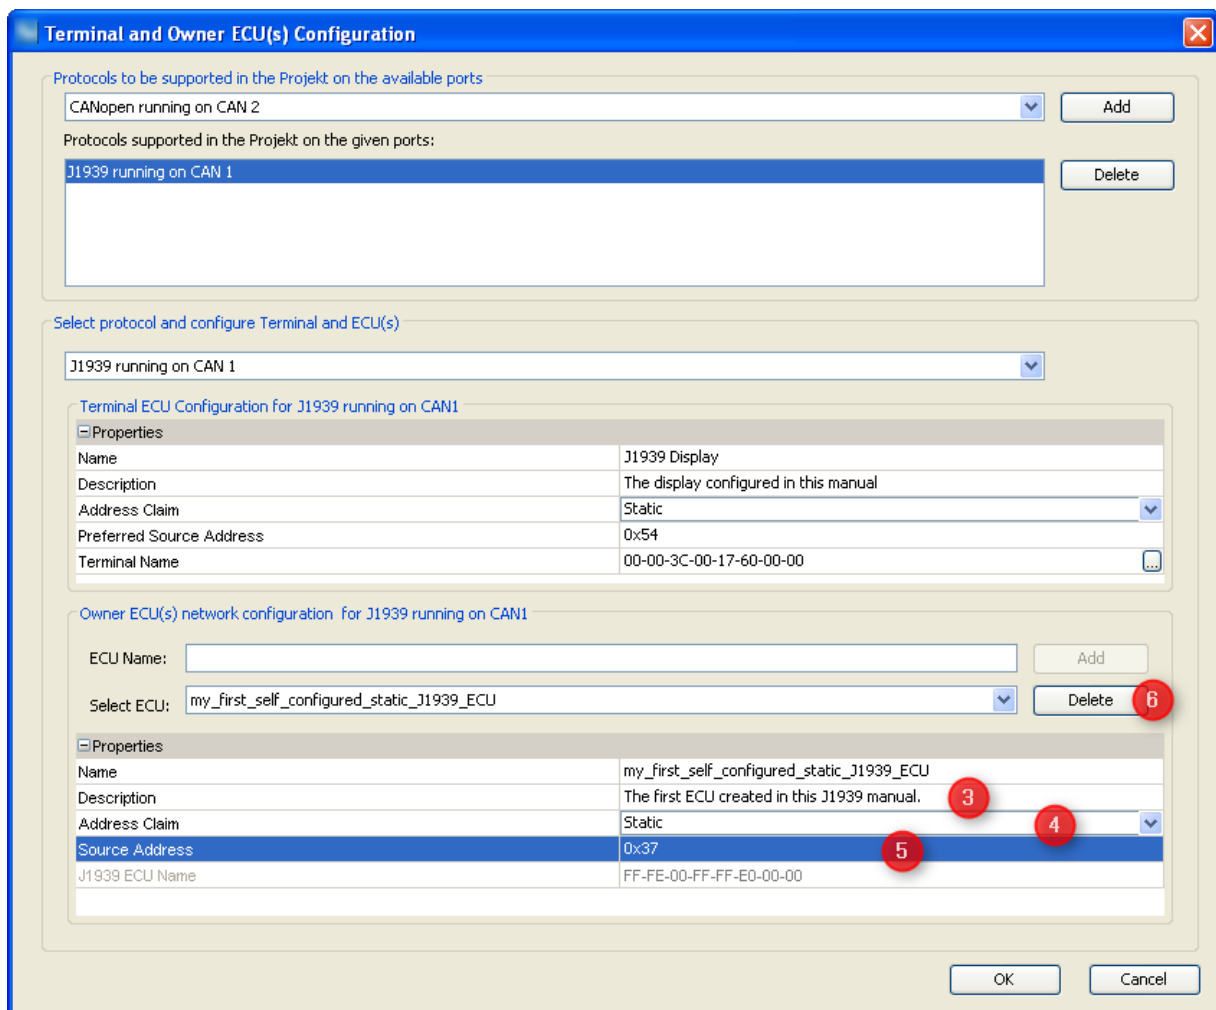 Terminal and Owner ECU(s) Configuration
Protocols to be supported in the Projekt on the available ports
CANopen running on CAN 2
Add
Protocols supported in the Projekt on the given ports:
J1939 running on CAN 1
Delete
Select protocol and configure Terminal and ECU(s)
J1939 running on CAN 1
Terminal ECU Configuration for J1939 running on CAN1
Properties
Name J1939 Display
Description The display configured in this manual
Address Claim Static
Preferred Source Address 0x54
Terminal Name 00-00-3C-00-17-60-00-00 ...
Owner ECU(s) network configuration for J1939 running on CAN1
ECU Name: Add
Select ECU: my_first_self_configured_static_J1939_ECU Delete 6
Properties
Name my_first_self_configured_static_J1939_ECU
Description The first ECU created in this J1939 manual. 3
Address Claim Static 4
Source Address 0x37 5
J1939 ECU Name FF-FE-00-FF-FF-E0-00-00
OK Cancel